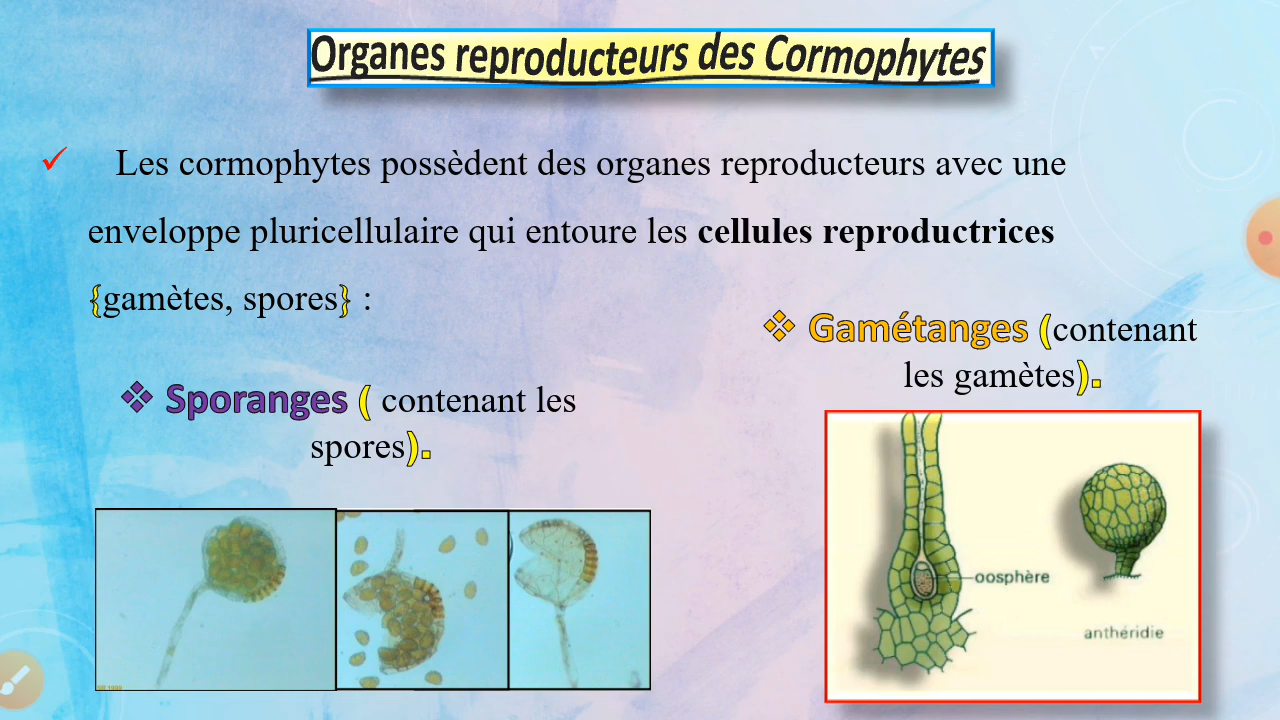 Organes reproducteurs des Cormophytes
✓ Les cormophytes possèdent des organes reproducteurs avec une
enveloppe pluricellulaire qui entoure les cellules reproductrices
{gamètes, spores} :
❖ Sporanges ( contenant les
spores).
❖ Gamétanges (contenant
les gamètes).
oosphère
anthéridie